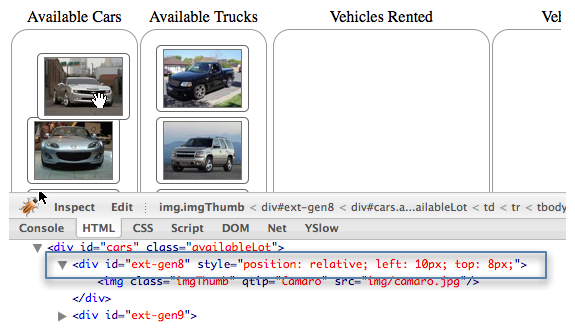 Available Cars Available Trucks Vehicles Rented Veh
Inspect Edit img.imgThumb < div#ext-gen8 < div#cars.a...ailableLot < td < tr < tbody
Console HTML CSS Script DOM Net YSlow
<div id="cars" class="availableLot">
<div id="ext-gen8" style="position: relative; left: 10px; top: 8px;">
<img class="imgThumb" qtip="Camaro" src="img/camaro.jpg"/>
</div>
<div id="ext-gen9">